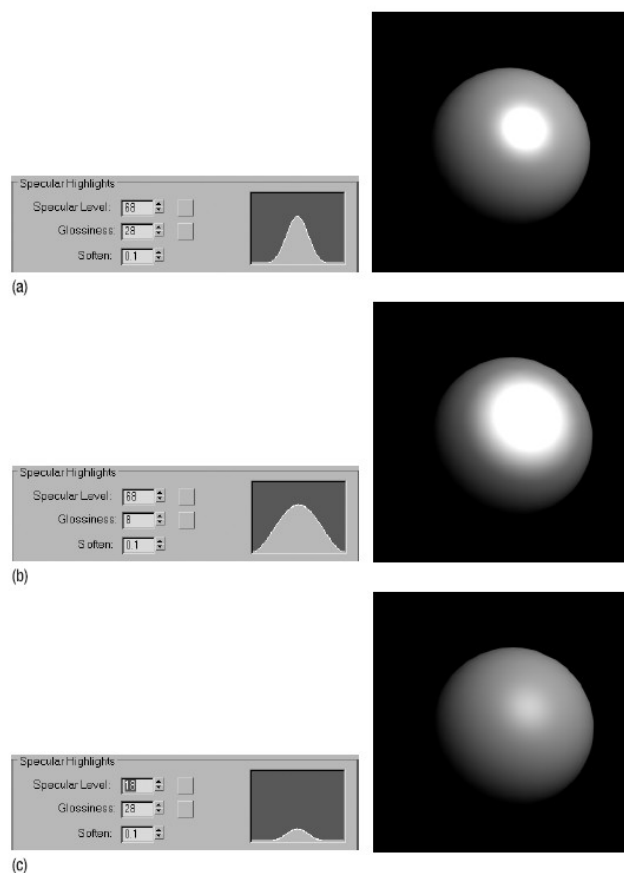 Specular Highlights
Specular Level: 68
Glossiness: 28
Soften: 0.1
(a)
Specular Highlights
Specular Level: 68
Glossiness: 8
Soften: 0.1
(b)
Specular Highlights
Specular Level: 18
Glossiness: 28
Soften: 0.1
(c)